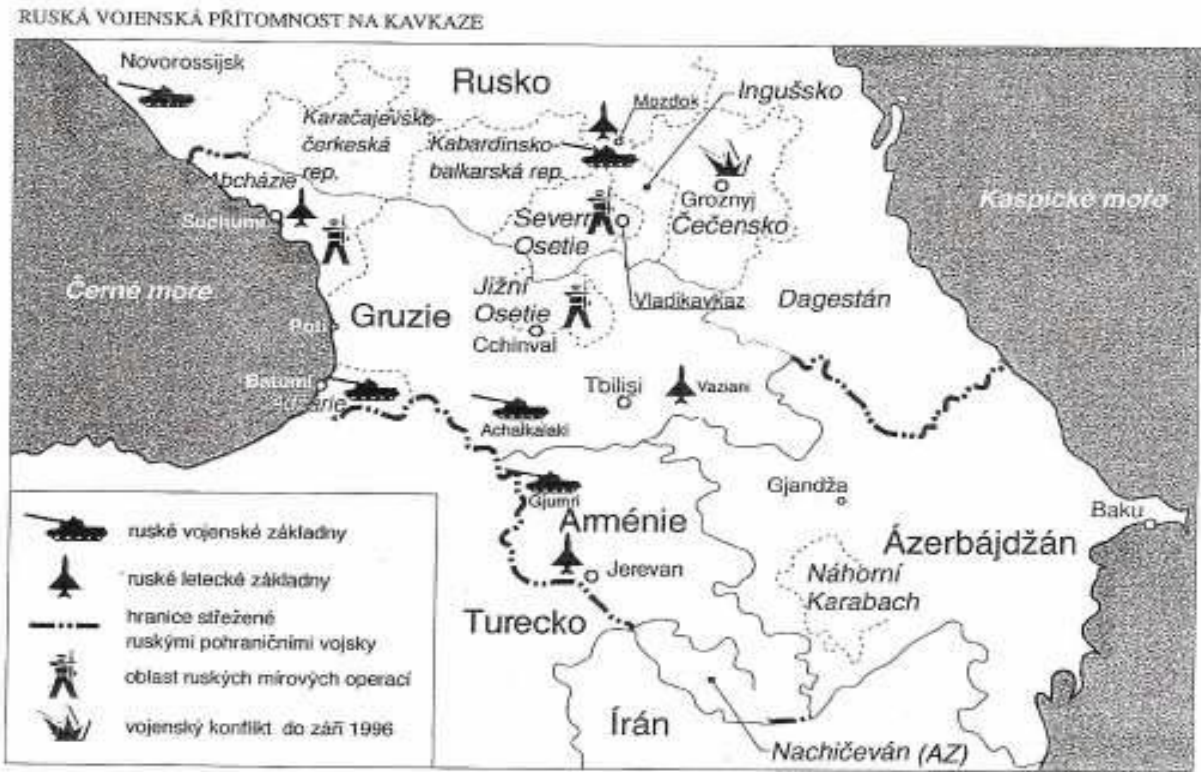 RUSKÁ VOJENSKÁ PŘÍTOMNOST NA KAVKAZE
Novorossijsk
Rusko
Mozdok
Ingušsko
Karačajevsko-
čerkeská
rep.
Kabardinsko-
balkarská rep.
Abcházie
Groznyj
Čečensko
Kaspické more
Suchumi
Severní
Osetie
Černé more
Jižní
Osetie
Vladikavkaz
Dagestán
Poti
Gruzie
Cchinval
Batumi
Tbilisi
Vaziani
Achalkalaki
Gjumri
Gjandža
Baku
Arménie
Ázerbájdžán
Jerevan
Náhorní
Karabach
Turecko
Írán
Nachičeván (AZ)
ruské vojenské základny
ruské letecké základny
hranice střežené
ruskými pohraničními vojsky
oblast ruských mírových operací
vojenský konflikt do září 1996